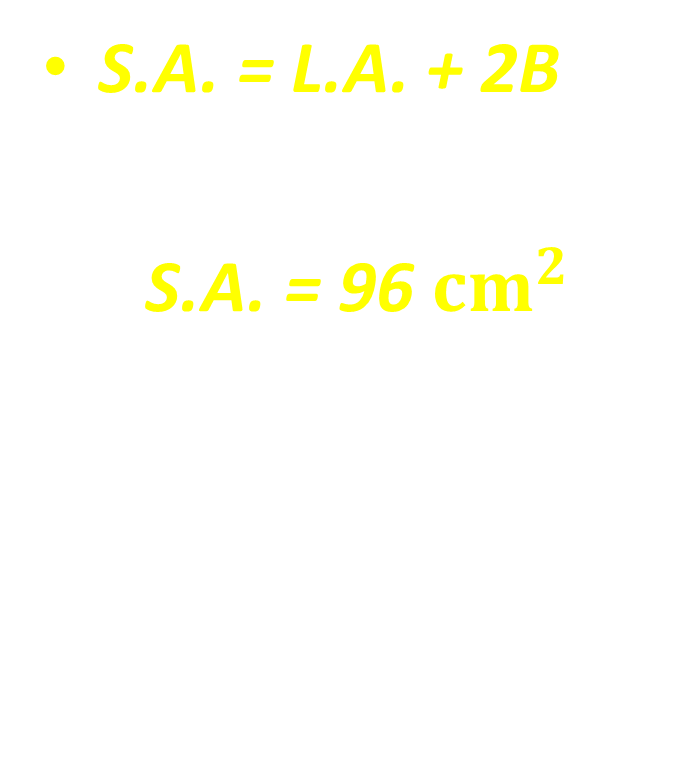 • S.A. = L.A. + 2B
S.A. = 96 cm²